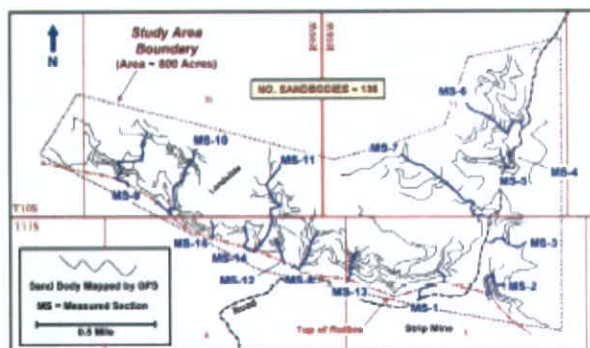 Study Area
Boundary
(Area ~ 800 Acres)
N
NO. SANDBODIES = 136
MS-6
MS-10
MS-7
MS-11
MS-4
MS-5
MS-9
T10S
T11S
MS-15
MS-14
MS-3
MS-12
MS-8
MS-13
MS-2
MS-1
Sand Body Mapped by GPS
MS = Measured Section
0.5 Mile
Road
Top of Rollins
Strip Mine